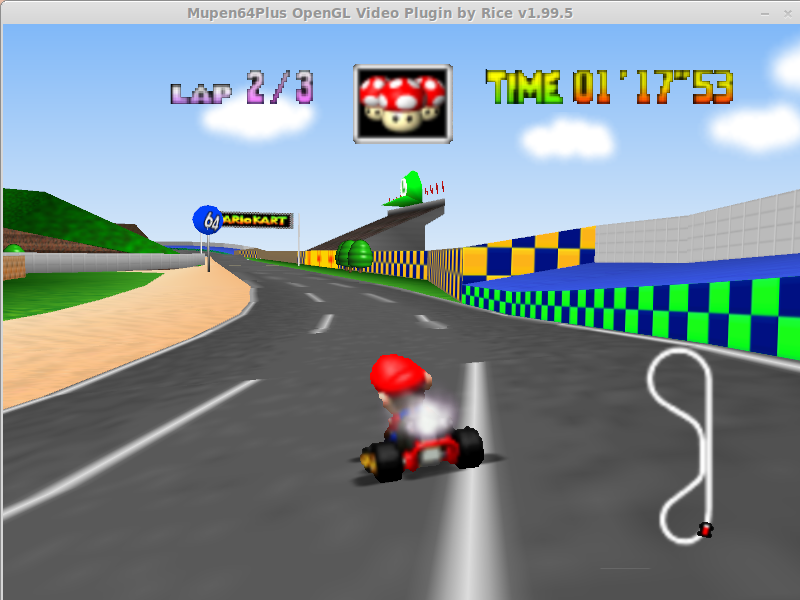 Mupen64Plus OpenGL Video Plugin by Rice v1.99.5
LAP 2/3
TIME 01'17"53
64
MARIO KART